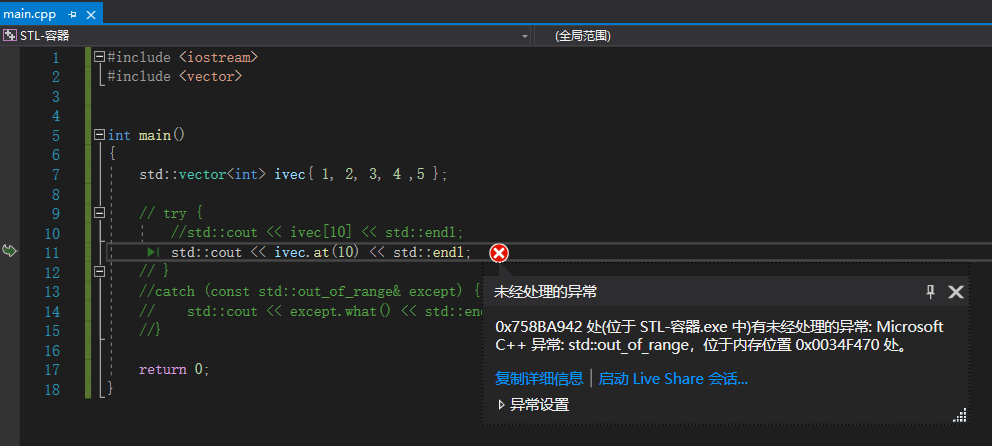 main.cpp
STL-容器
(全局范围)
1 #include <iostream>
2 #include <vector>
3
4
5 int main()
6 {
7 std::vector<int> ivec{ 1, 2, 3, 4 ,5 };
8
9 // try {
10 //std::cout << ivec[10] << std::endl;
11 std::cout << ivec.at(10) << std::endl;
12 // }
13 //catch (const std::out_of_range& except) {
14 // std::cout << except.what() << std::en
15 //}
16
17 return 0;
18 }
未经处理的异常
0x758BA942 处(位于 STL-容器.exe 中)有未经处理的异常: Microsoft
C++ 异常: std::out_of_range，位于内存位置 0x0034F470 处。
复制详细信息 | 启动 Live Share 会话...
异常设置